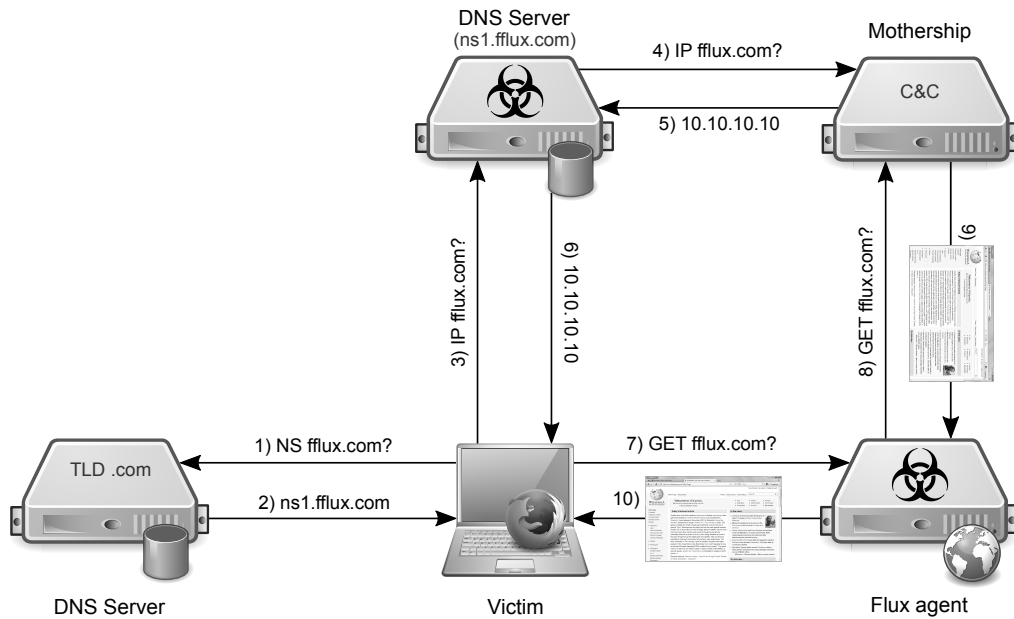 DNS Server
(ns1.fflux.com)
Mothership
4) IP fflux.com?
C&C
5) 10.10.10.10
3) IP fflux.com?
6) 10.10.10.10
8) GET fflux.com?
9)
1) NS fflux.com?
7) GET fflux.com?
TLD .com
2) ns1.fflux.com
10)
DNS Server
Victim
Flux agent